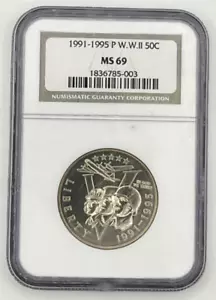 1991-1995 P W.W.II 50C
MS 69
1836785-003
NUMISMATIC GUARANTY CORPORATION
LIBERTY
1991-1995